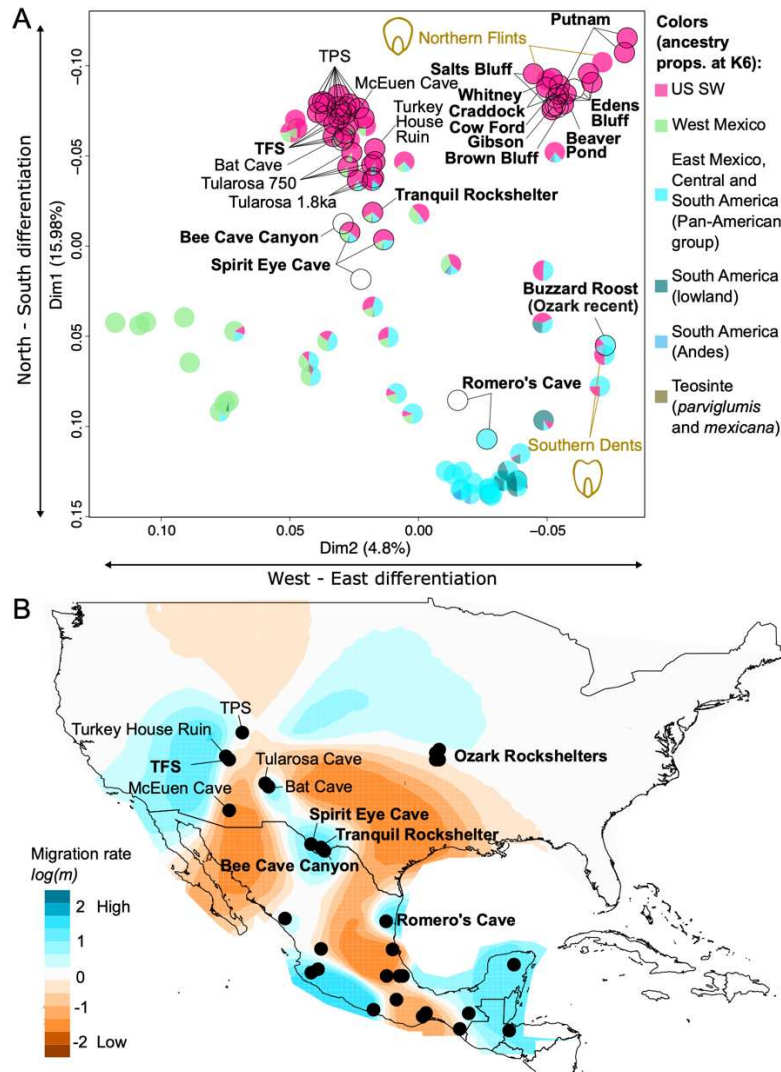 A
Putnam
Northern Flints
TPS
Salts Bluff
McEuen Cave
Whitney
Turkey
House
Ruin
Craddock
Cow Ford
Gibson
Brown Bluff
Edens
Bluff
Beaver
Pond
TFS
Bat Cave
Tularosa 750
Tularosa 1.8ka
Tranquil Rockshelter
Bee Cave Canyon
Spirit Eye Cave
Buzzard Roost
(Ozark recent)
Romero's Cave
Southern Dents
North - South differentiation
Dim1 (15.98%)
-0.10
-0.05
0.00
0.05
0.10
0.15
0.10
0.05
0.00
-0.05
Dim2 (4.8%)
West - East differentiation
Colors
(ancestry
props. at K6):
US SW
West Mexico
East Mexico,
Central and
South America
(Pan-American
group)
South America
(lowland)
South America
(Andes)
Teosinte
(parviglumis
and mexicana)
B
TPS
Turkey House Ruin
TFS
Tularosa Cave
McEuen Cave
Bat Cave
Ozark Rockshelters
Spirit Eye Cave
Tranquil Rockshelter
Bee Cave Canyon
Romero's Cave
Migration rate
log(m)
2 High
1
0
-1
-2 Low